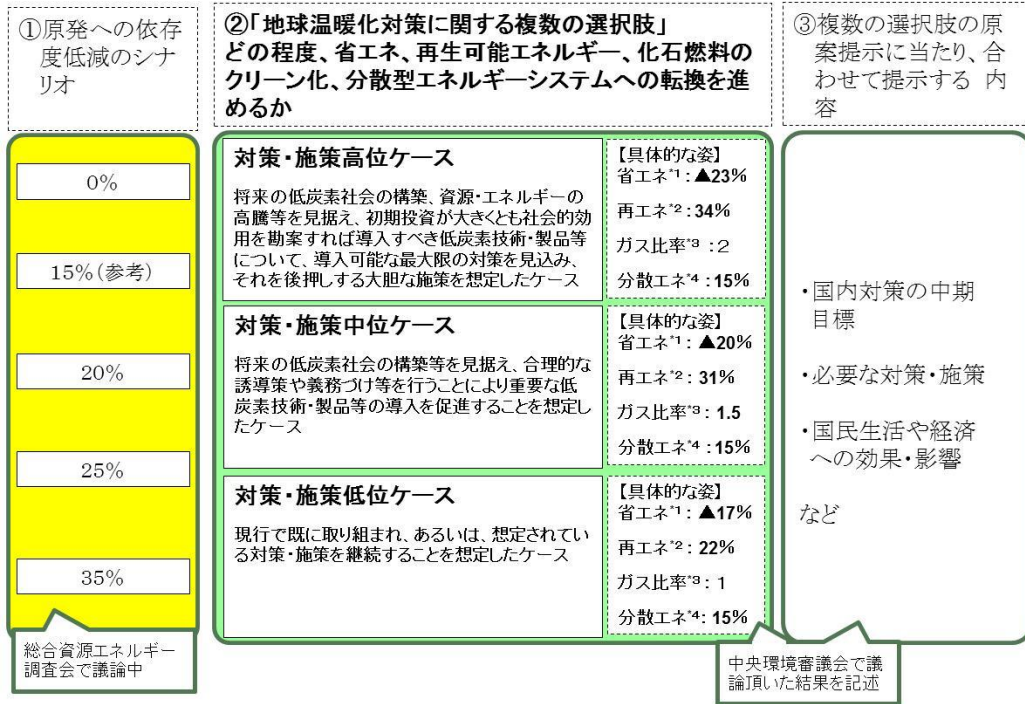 ①原発への依存
度低減のシナ
リオ
②「地球温暖化対策に関する複数の選択肢」
どの程度、省エネ、再生可能エネルギー、化石燃料の
クリーン化、分散型エネルギーシステムへの転換を進
めるか
③複数の選択肢の原
案提示に当たり、合
わせて提示する 内
容
0%
15%(参考)
20%
25%
35%
総合資源エネルギー
調査会で議論中
対策・施策高位ケース
将来の低炭素社会の構築、資源・エネルギーの
高騰等を見据え、初期投資が大きくとも社会的効
用を勘案すれば導入すべき低炭素技術・製品等
について、導入可能な最大限の対策を見込み、
それを後押しする大胆な施策を想定したケース
【具体的な姿】
省エネ*1:▲23%
再エネ*2:34%
ガス比率*3:2
分散エネ*4:15%
対策・施策中位ケース
将来の低炭素社会の構築等を見据え、合理的な
誘導策や義務づけ等を行うことにより重要な低
炭素技術・製品等の導入を促進することを想定し
たケース
【具体的な姿】
省エネ*1:▲20%
再エネ*2:31%
ガス比率*3:1.5
分散エネ*4:15%
対策・施策低位ケース
現行で既に取り組まれ、あるいは、想定されてい
る対策・施策を継続することを想定したケース
【具体的な姿】
省エネ*1:▲17%
再エネ*2:22%
ガス比率*3:1
分散エネ*4:15%
・国内対策の中期
目標
・必要な対策・施策
・国民生活や経済
への効果・影響
など
中央環境審議会で議
論頂いた結果を記述